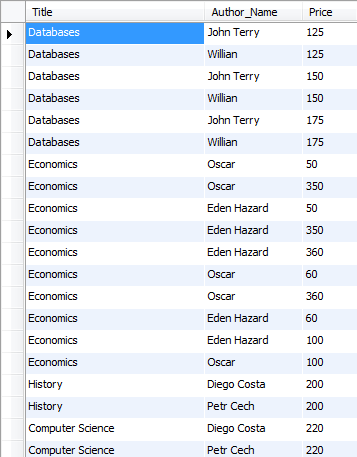 Title Author_Name Price
Databases John Terry 125
Databases Willian 125
Databases John Terry 150
Databases Willian 150
Databases John Terry 175
Databases Willian 175
Economics Oscar 50
Economics Oscar 350
Economics Eden Hazard 50
Economics Eden Hazard 350
Economics Eden Hazard 360
Economics Oscar 60
Economics Oscar 360
Economics Eden Hazard 60
Economics Eden Hazard 100
Economics Oscar 100
History Diego Costa 200
History Petr Cech 200
Computer Science Diego Costa 220
Computer Science Petr Cech 220